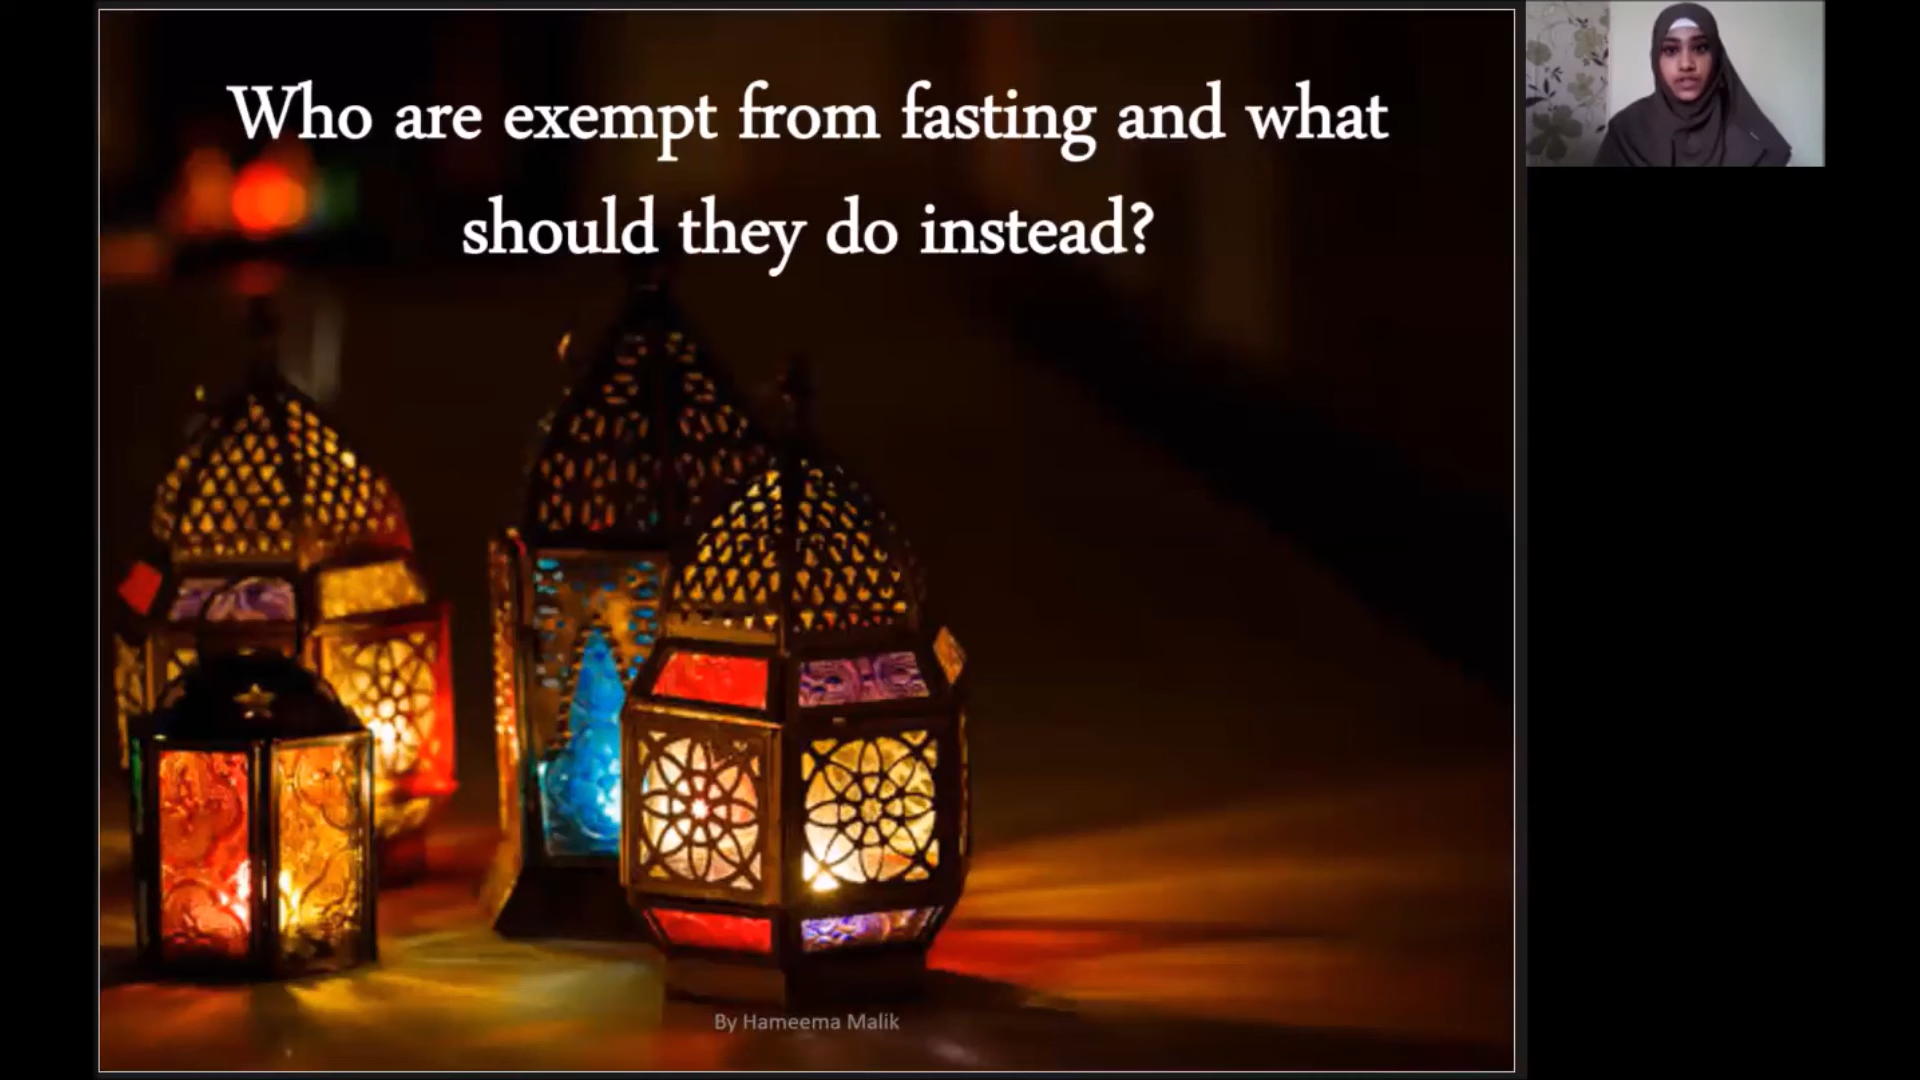 Who are exempt from fasting and what
should they do instead?
By Hameema Malik